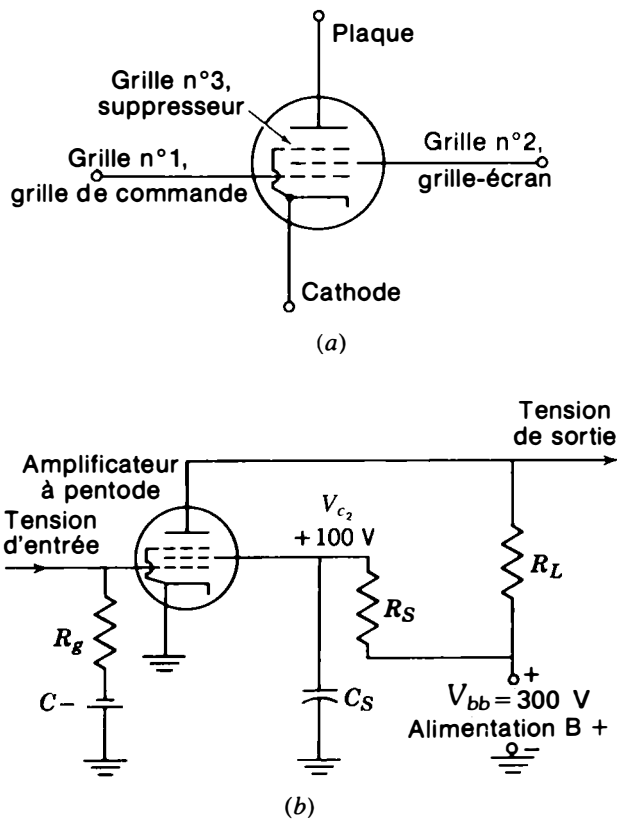 Plaque
Grille n°3,
suppresseur
Grille n°1,
grille de commande
Grille n°2,
grille-écran
Cathode
(a)
Tension
de sortie
Amplificateur
à pentode
Tension
d'entrée
V_{c_2}
+100 V
R_L
R_S
R_g
C-
C_S
+
V_{bb} = 300 V
Alimentation B +
-
(b)